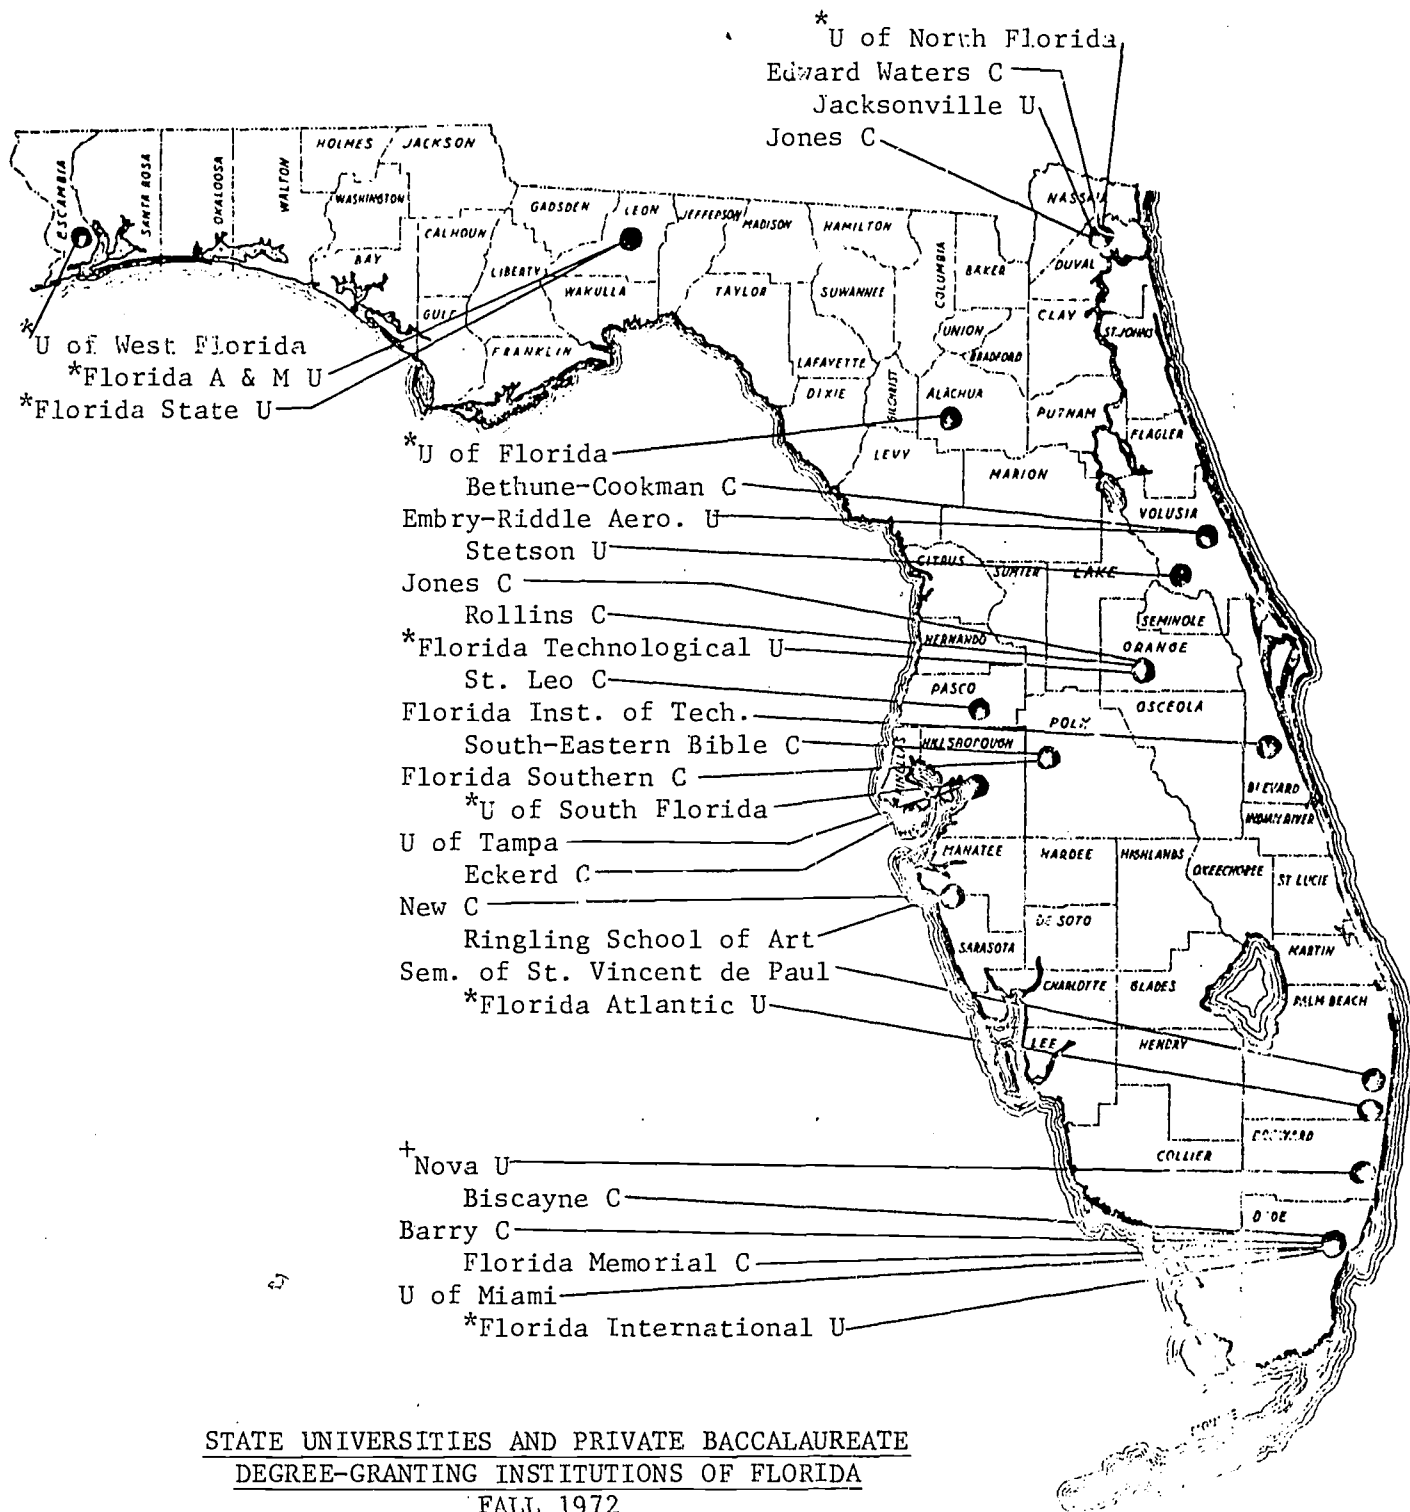 *U of North Florida
Edward Waters C
Jacksonville U
Jones C
HOLMES
JACKSON
ESCAMBIA
SANTA ROSA
OKALOOSA
WALTON
WASHINGTON
BAY
CALHOUN
GULF
LIBERTY
GADSDEN
LEON
WAKULLA
FRANKLIN
JEFFERSON
MADISON
TAYLOR
HAMILTON
SUWANNEE
LAFAYETTE
DIXIE
COLUMBIA
GILCHRIST
BAKER
UNION
BRADFORD
ALACHUA
LEVY
NASSAU
DUVAL
CLAY
ST. JOHNS
PUTNAM
FLAGLER
MARION
VOLUSIA
*U of West Florida
*Florida A & M U
*Florida State U
*U of Florida
Bethune-Cookman C
Embry-Riddle Aero. U
Stetson U
Jones C
Rollins C
*Florida Technological U
St. Leo C
Florida Inst. of Tech.
South-Eastern Bible C
Florida Southern C
*U of South Florida
U of Tampa
Eckerd C
New C
Ringling School of Art
Sem. of St. Vincent de Paul
*Florida Atlantic U
CITRUS
SUMTER
LAKE
SEMINOLE
HERNANDO
ORANGE
PASCO
OSCEOLA
POLK
HILLSBOROUGH
PINELLAS
BREVARD
INDIAN RIVER
MANATEE
HARDEE
HIGHLANDS
OKEECHOBEE
ST LUCIE
DE SOTO
SARASOTA
MARTIN
CHARLOTTE
GLADES
PALM BEACH
LEE
HENDRY
BROWARD
COLLIER
DADE
+Nova U
Biscayne C
Barry C
Florida Memorial C
U of Miami
*Florida International U
STATE UNIVERSITIES AND PRIVATE BACCALAUREATE
DEGREE-GRANTING INSTITUTIONS OF FLORIDA
FALL 1972